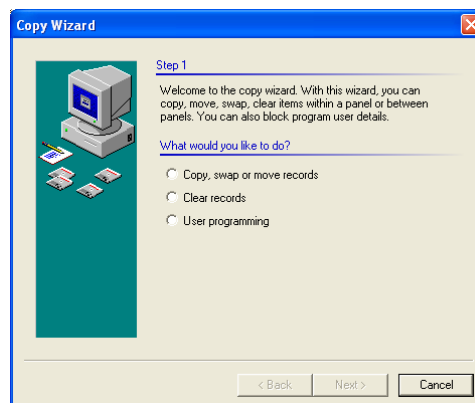 Copy Wizard
Step 1
Welcome to the copy wizard. With this wizard, you can
copy, move, swap, clear items within a panel or between
panels. You can also block program user details.
What would you like to do?
Copy, swap or move records
Clear records
User programming
< Back Next > Cancel